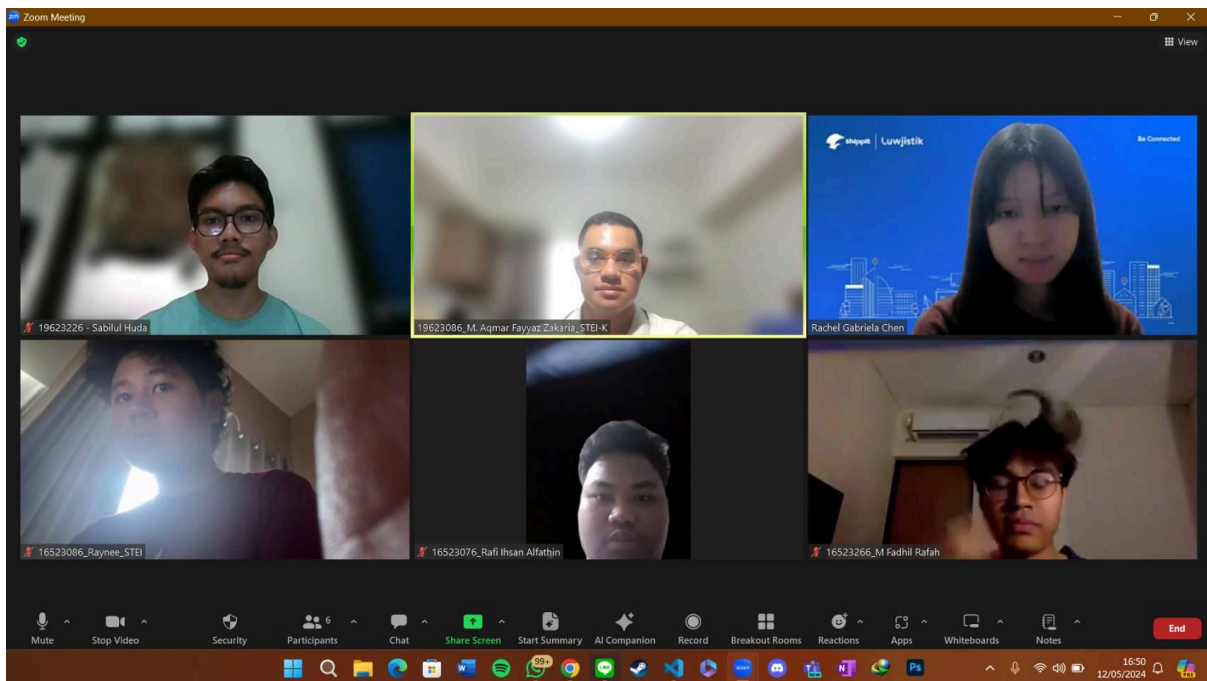 zm Zoom Meeting
View
shippit | Luwjistik
Be Connected
19623226 - Sabilul Huda
19623086_M. Aqmar Fayyaz Zakaria_STEI-K
Rachel Gabriela Chen
16523086_Raynee_STEI
16523076_Rafi Ihsan Alfathin
16523266_M Fadhil Rafah
6
Mute Stop Video Security Participants Chat Share Screen Start Summary AI Companion Record Breakout Rooms Reactions Apps Whiteboards Notes End
99+
16:50
12/05/2024